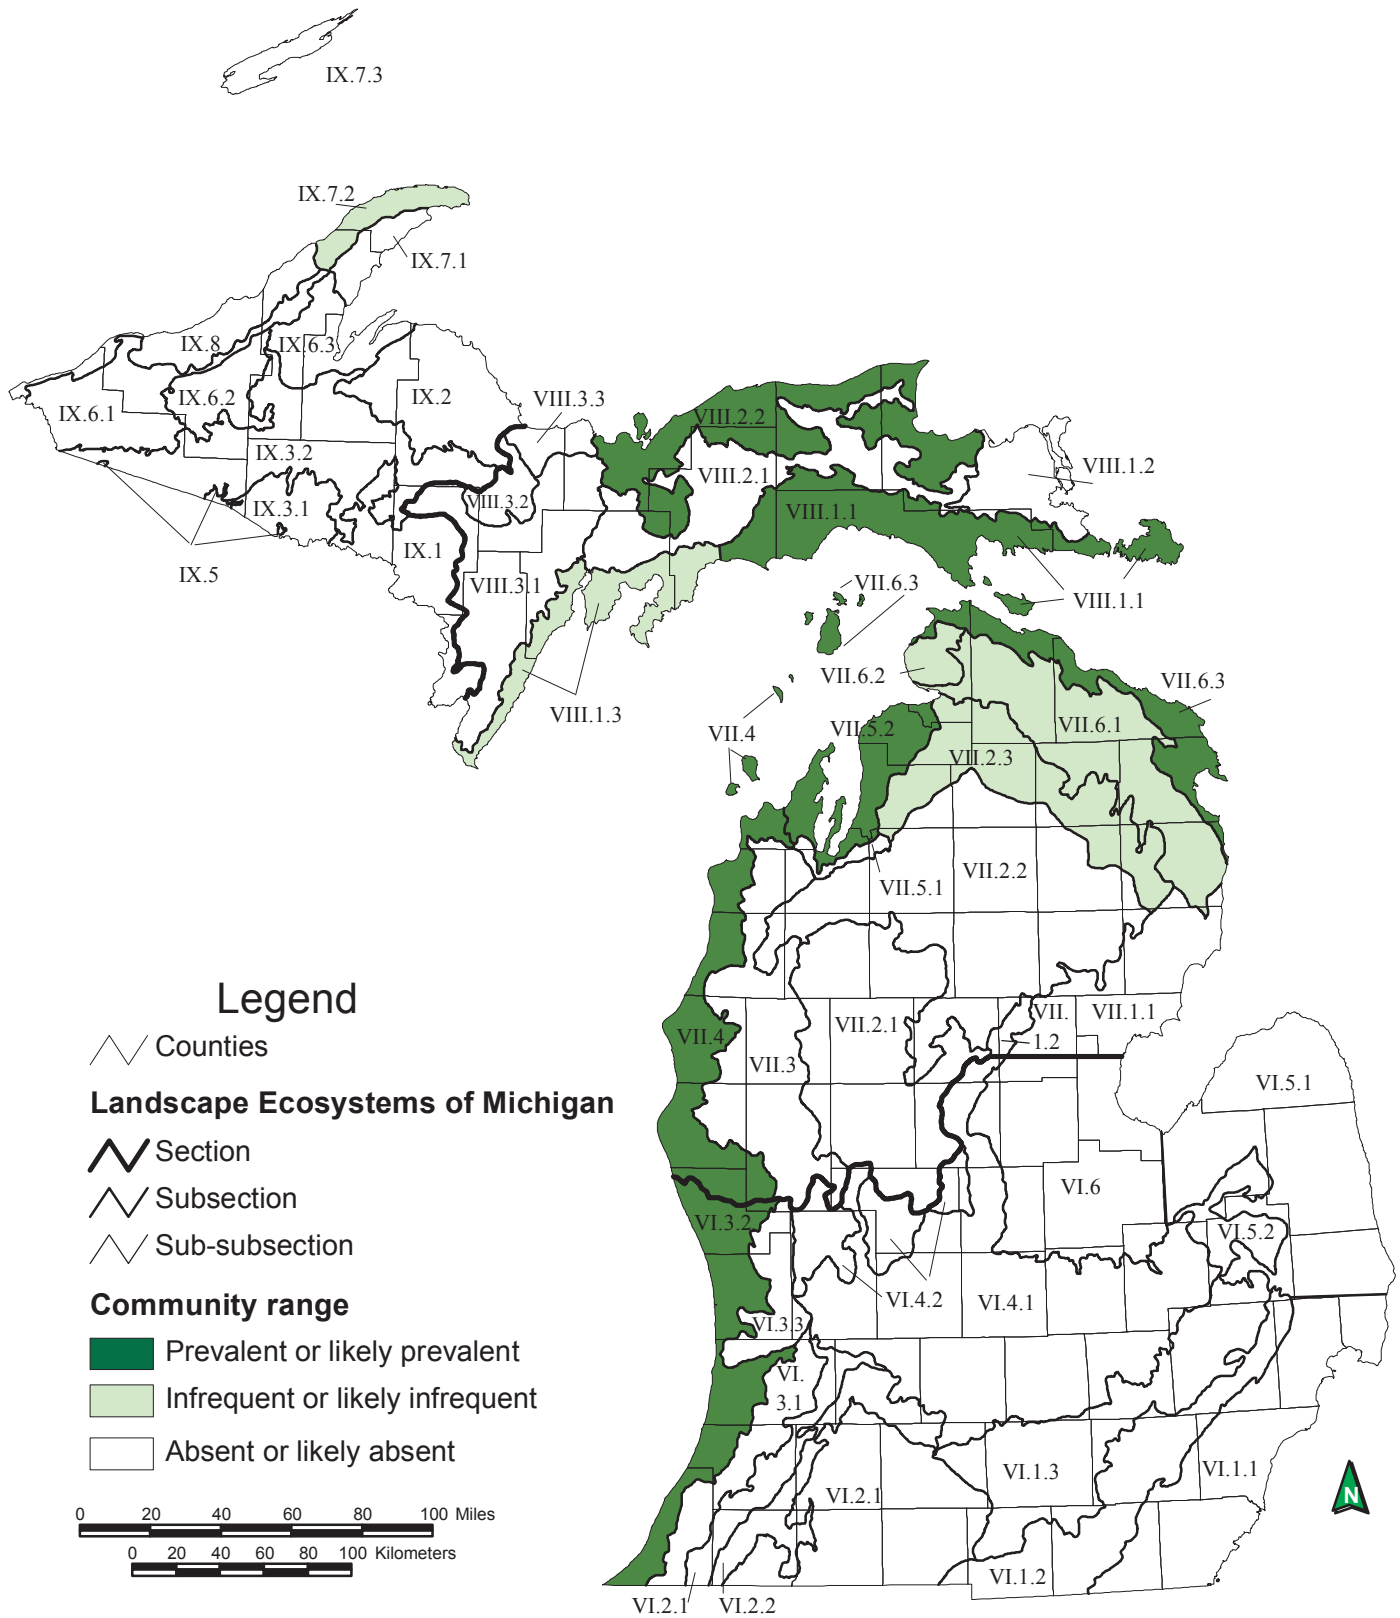 IX.7.3
IX.7.2
IX.7.1
IX.8
IX.6.3
IX.6.1
IX.6.2
IX.2
VIII.3.3
VIII.2.2
IX.3.2
VIII.2.1
VIII.1.2
IX.3.1
VIII.3.2
VIII.1.1
IX.1
IX.5
VIII.3.1
VII.6.3
VIII.1.1
VII.6.2
VII.6.3
VIII.1.3
VII.4
VII.5.2
VII.6.1
VII.2.3
VII.5.1
VII.2.2
VII.4
VII.3
VII.2.1
VII.
1.2
VII.1.1
VI.5.1
VI.6
VI.3.2
VI.5.2
VI.4.2
VI.4.1
VI.3.3
VI.
3.1
VI.1.3
VI.1.1
VI.2.1
VI.1.2
VI.2.1
VI.2.2
Legend
Counties
Landscape Ecosystems of Michigan
Section
Subsection
Sub-subsection
Community range
Prevalent or likely prevalent
Infrequent or likely infrequent
Absent or likely absent
0 20 40 60 80 100 Miles
0 20 40 60 80 100 Kilometers
N